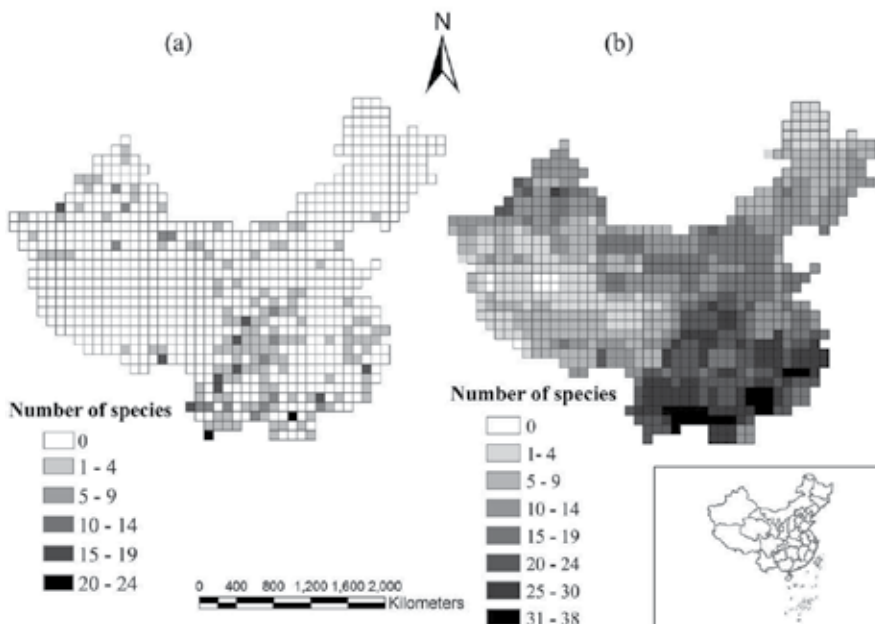 N
(a)
(b)
Number of species
0
1 - 4
5 - 9
10 - 14
15 - 19
20 - 24
0 400 800 1,200 1,600 2,000
Kilometers
Number of species
0
1- 4
5 - 9
10 - 14
15 - 19
20 - 24
25 - 30
31 - 38